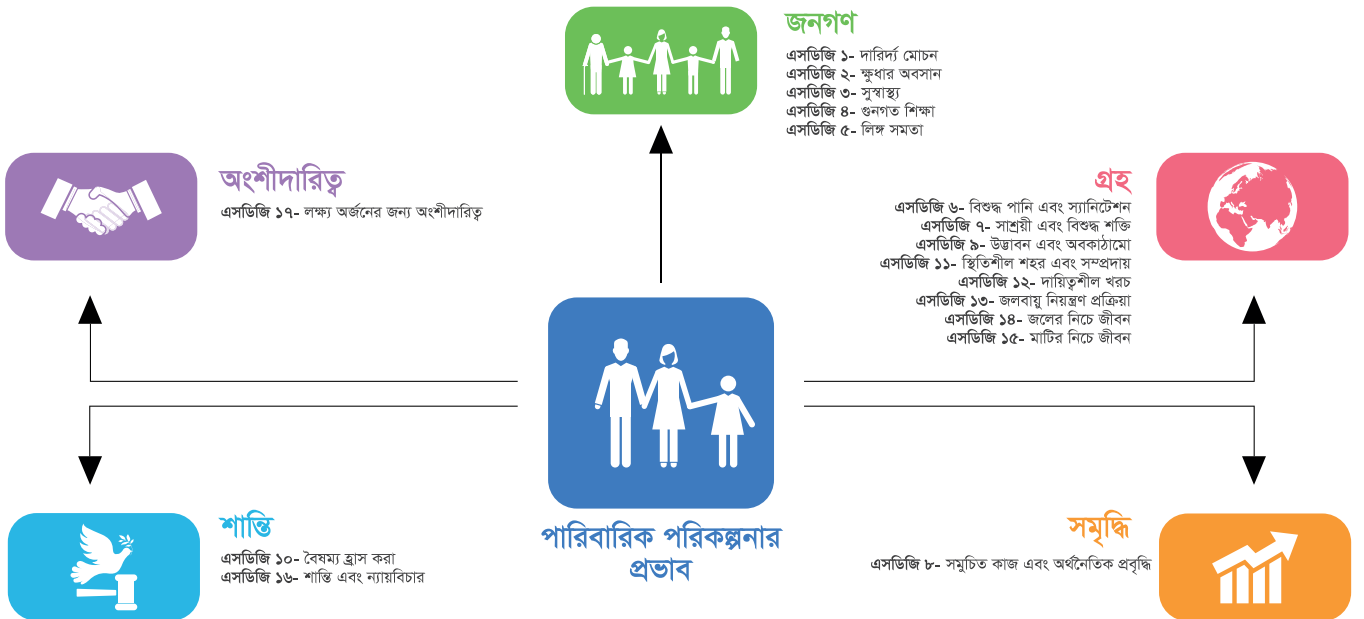 জনগণ
এসডিজি ১- দারির্দ্য মোচন
এসডিজি ২- ক্ষুধার অবসান
এসডিজি ৩- সুস্বাস্থ্য
এসডিজি ৪- গুনগত শিক্ষা
এসডিজি ৫- লিঙ্গ সমতা
অংশীদারিত্ব
এসডিজি ১৭- লক্ষ্য অর্জনের জন্য অংশীদারিত্ব
গ্রহ
এসডিজি ৬- বিশুদ্ধ পানি এবং স্যানিটেশন
এসডিজি ৭- সাশ্রয়ী এবং বিশুদ্ধ শক্তি
এসডিজি ৯- উদ্ভাবন এবং অবকাঠামো
এসডিজি ১১- স্থিতিশীল শহর এবং সম্প্রদায়
এসডিজি ১২- দায়িত্বশীল খরচ
এসডিজি ১৩- জলবায়ু নিয়ন্ত্রণ প্রক্রিয়া
এসডিজি ১৪- জলের নিচে জীবন
এসডিজি ১৫- মাটির নিচে জীবন
শান্তি
এসডিজি ১০- বৈষম্য হ্রাস করা
এসডিজি ১৬- শান্তি এবং ন্যায়বিচার
পারিবারিক পরিকল্পনার
প্রভাব
সমৃদ্ধি
এসডিজি ৮- সমুচিত কাজ এবং অর্থনৈতিক প্রবৃদ্ধি